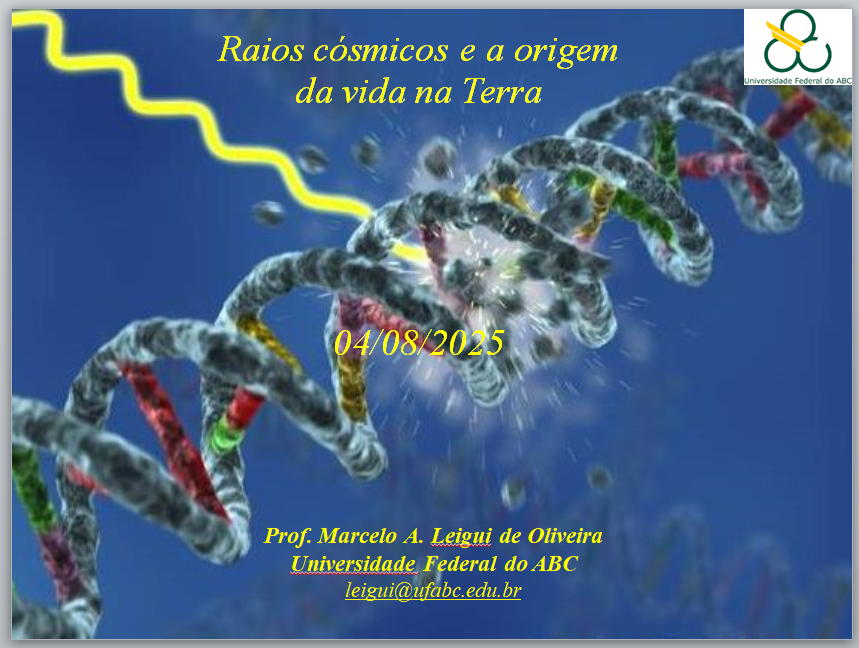 Raios cósmicos e a origem
da vida na Terra
Universidade Federal do ABC
04/08/2025
Prof. Marcelo A. Leigui de Oliveira
Universidade Federal do ABC
leigui@ufabc.edu.br